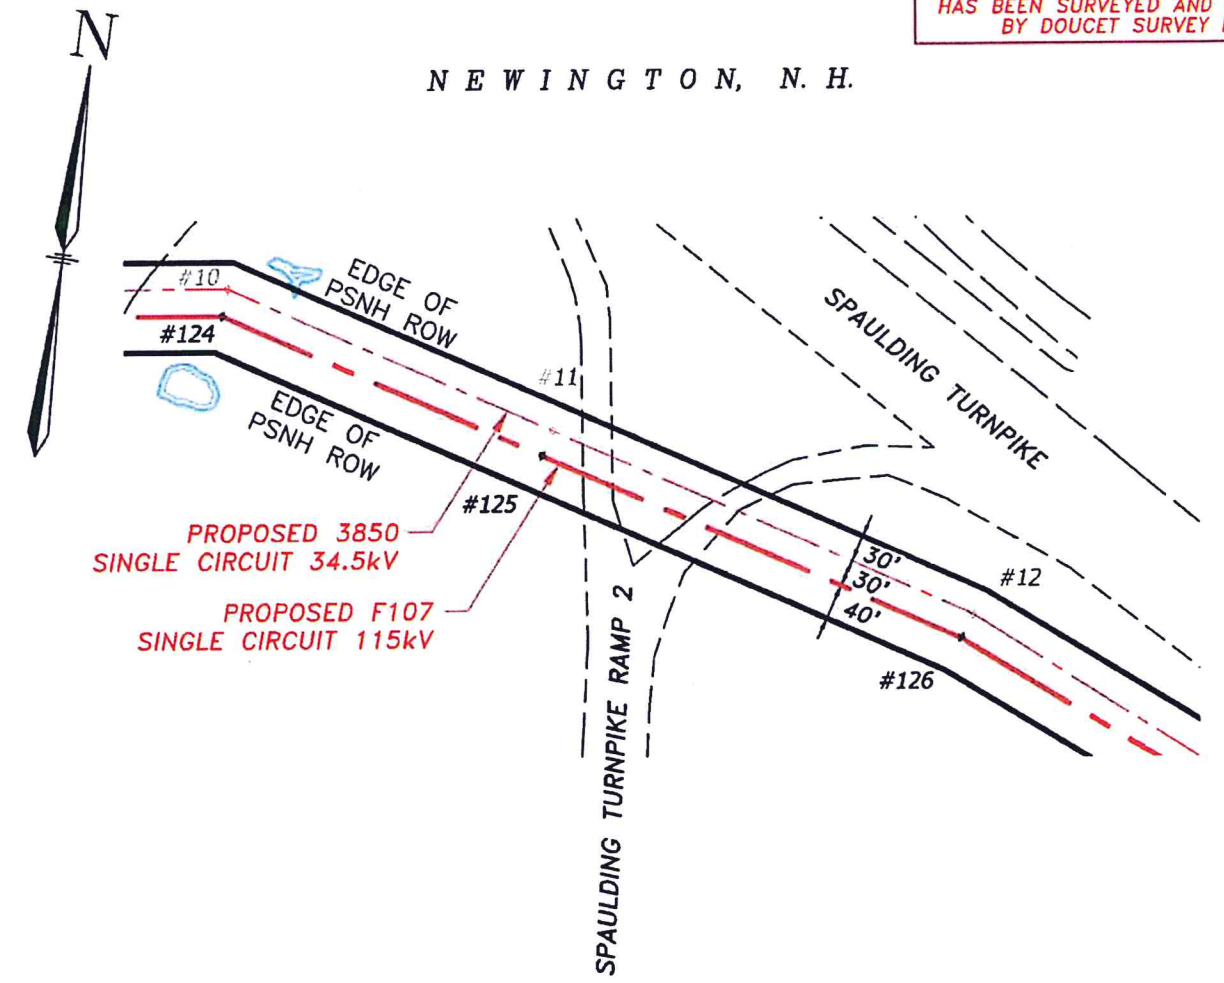 HAS BEEN SURVEYED AND
BY DOUCET SURVEY
N
NEWINGTON, N.H.
#10
EDGE OF
PSNH ROW
#124
#11
SPAULDING TURNPIKE
EDGE OF
PSNH ROW
#125
PROPOSED 3850
SINGLE CIRCUIT 34.5kV
30'
30'
40'
#12
PROPOSED F107
SINGLE CIRCUIT 115kV
#126
SPAULDING TURNPIKE RAMP 2